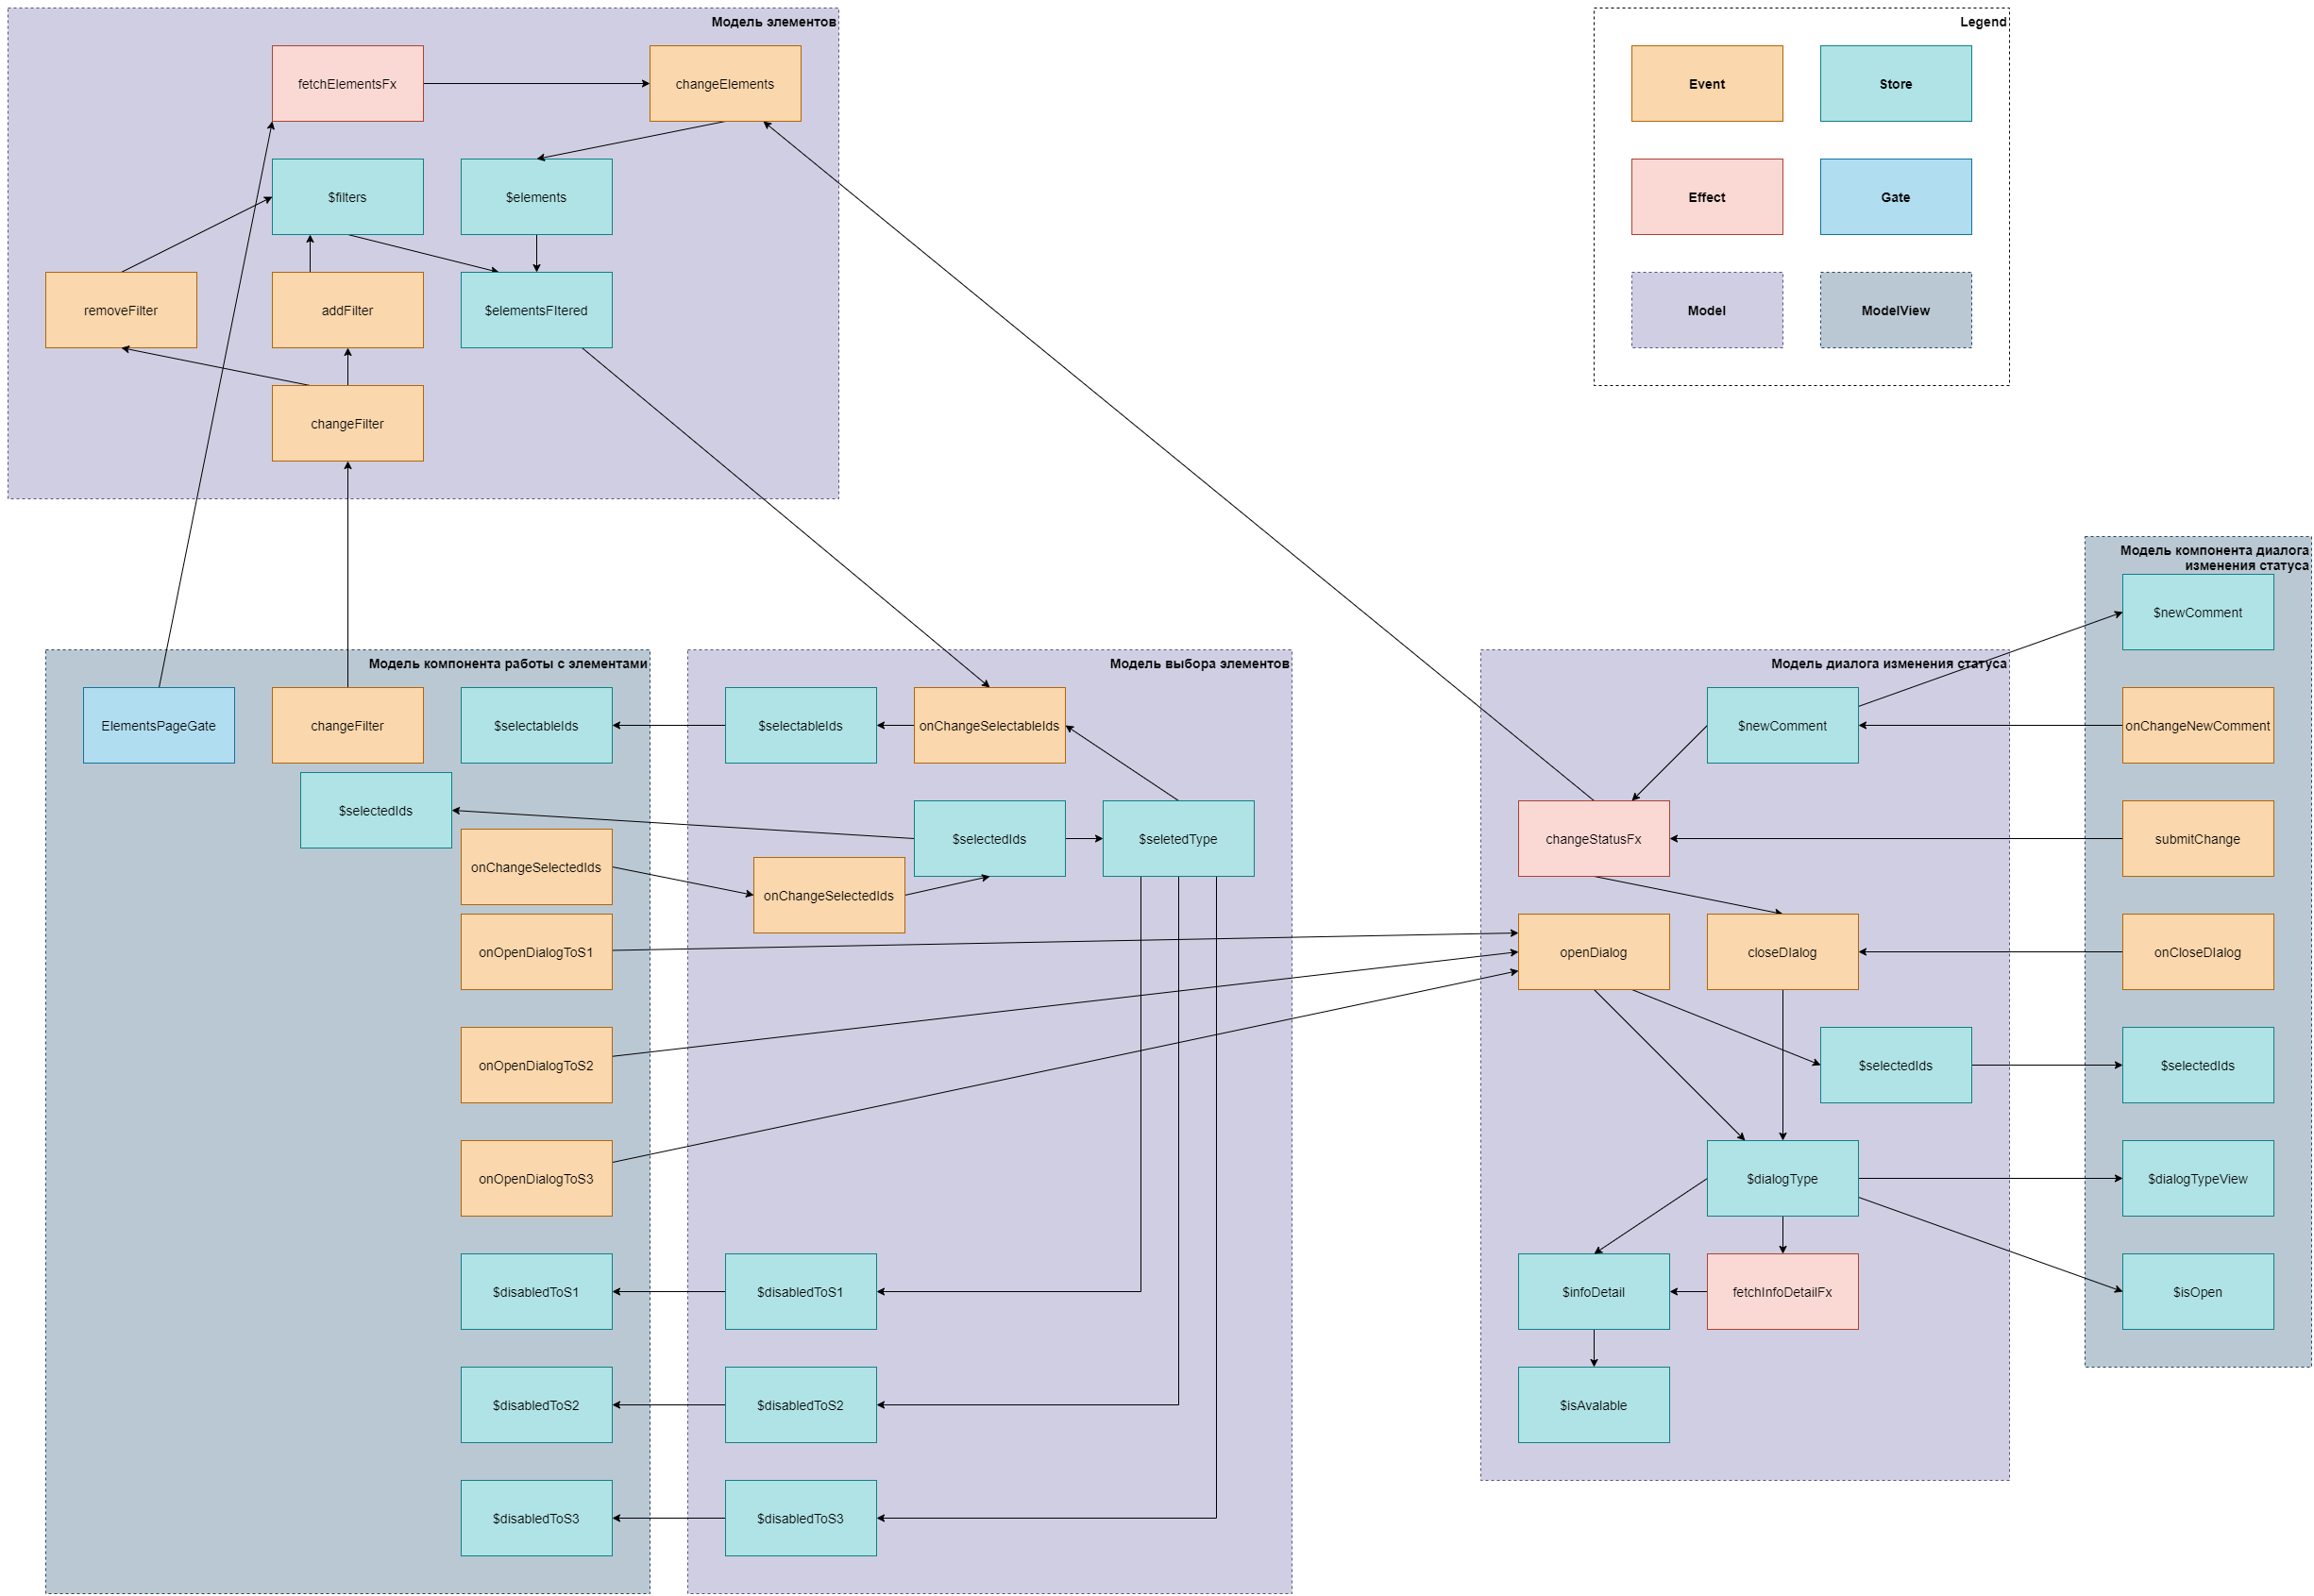 Модель элементов
fetchElementsFx
changeElements
$filters
$elements
removeFilter
addFilter
$elementsFltered
changeFilter
Legend
Event
Store
Effect
Gate
Model
ModelView
Модель компонента работы с элементами
ElementsPageGate
changeFilter
$selectableIds
$selectedIds
onChangeSelectedIds
onOpenDialogToS1
onOpenDialogToS2
onOpenDialogToS3
$disabledToS1
$disabledToS2
$disabledToS3
Модель выбора элементов
$selectableIds
onChangeSelectableIds
$selectedIds
$seletedType
onChangeSelectedIds
$disabledToS1
$disabledToS2
$disabledToS3
Модель диалога изменения статуса
$newComment
changeStatusFx
openDialog
closeDIalog
$selectedIds
$dialogType
$infoDetail
fetchInfoDetailFx
$isAvalable
Модель компонента диалога
изменения статуса
$newComment
onChangeNewComment
submitChange
onCloseDIalog
$selectedIds
$dialogTypeView
$isOpen